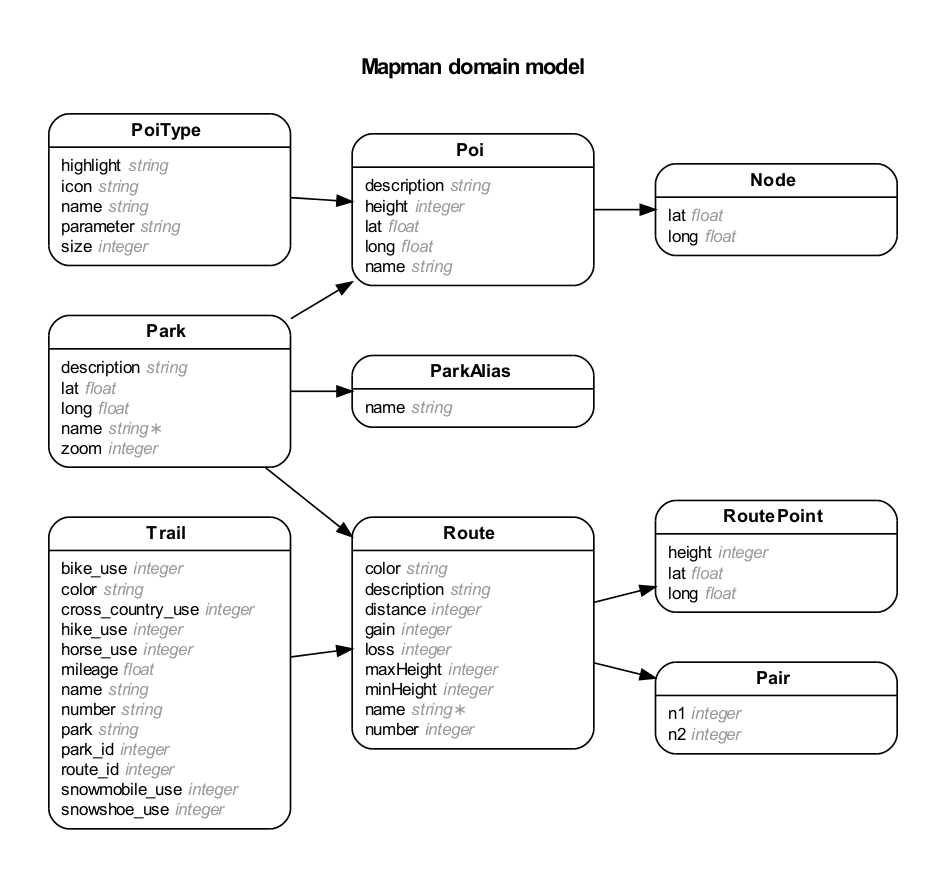 Mapman domain model
PoiType
highlight string
icon string
name string
parameter string
size integer
Poi
description string
height integer
lat float
long float
name string
Node
lat float
long float
Park
description string
lat float
long float
name string∗
zoom integer
ParkAlias
name string
Trail
bike_use integer
color string
cross_country_use integer
hike_use integer
horse_use integer
mileage float
name string
number string
park string
park_id integer
route_id integer
snowmobile_use integer
snowshoe_use integer
Route
color string
description string
distance integer
gain integer
loss integer
maxHeight integer
minHeight integer
name string∗
number integer
RoutePoint
height integer
lat float
long float
Pair
n1 integer
n2 integer